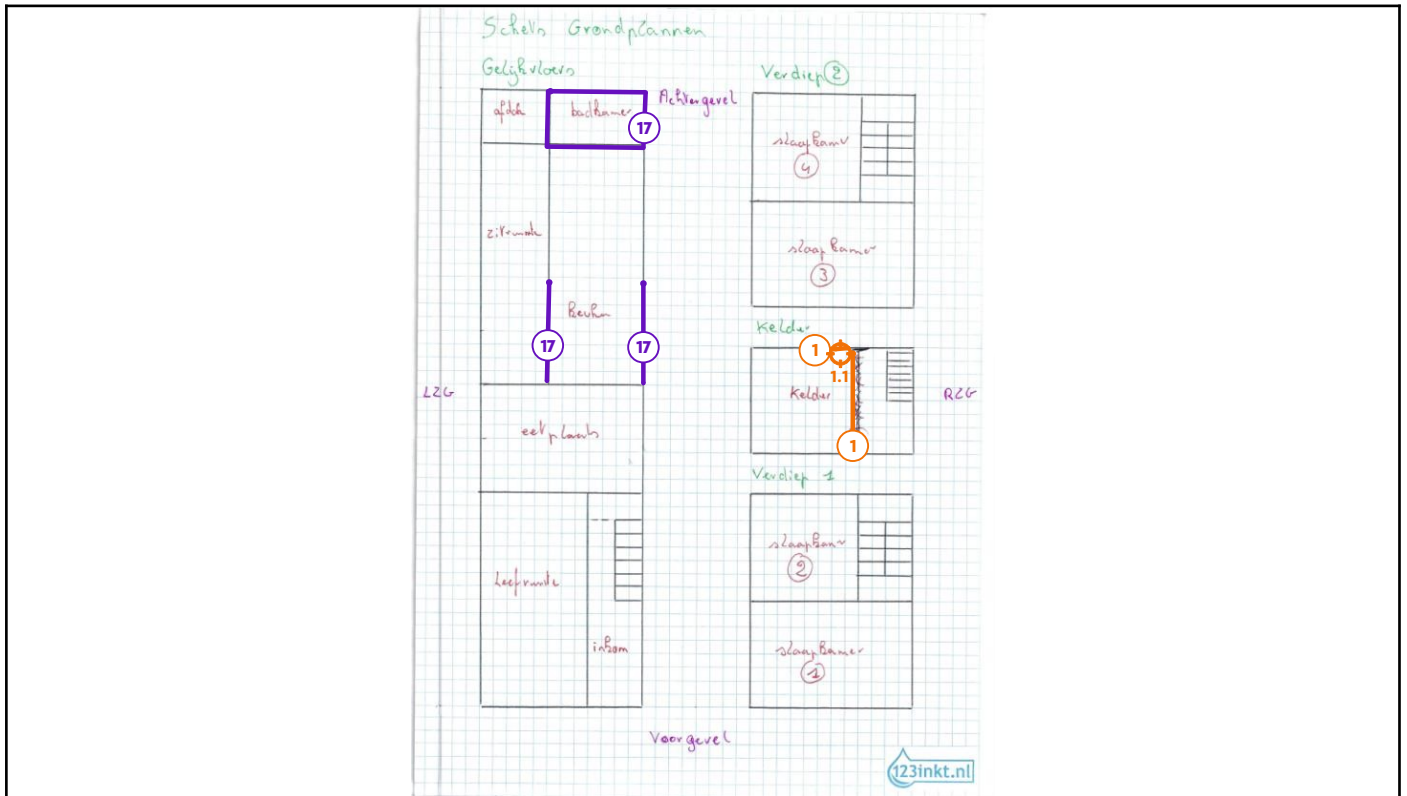 Schets Grondplannen
Gelijkvloers
afdak
badkamer
17
Achtergevel
zitruimte
keuken
17
17
LZG
eetplaats
Leefruimte
inkom
Voorgevel
Verdiep 2
slaapkamer
4
slaapkamer
3
Kelder
1
1.1
Kelder
1
RZG
Verdiep 1
slaapkamer
2
slaapkamer
1
123inkt.nl